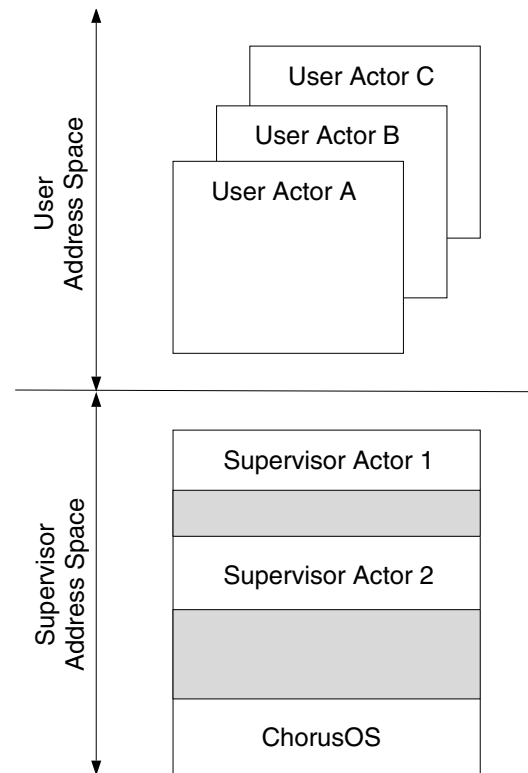 User Actor C
User Actor B
User Actor A
User
Address Space
Supervisor Actor 1
Supervisor Actor 2
ChorusOS
Supervisor
Address Space